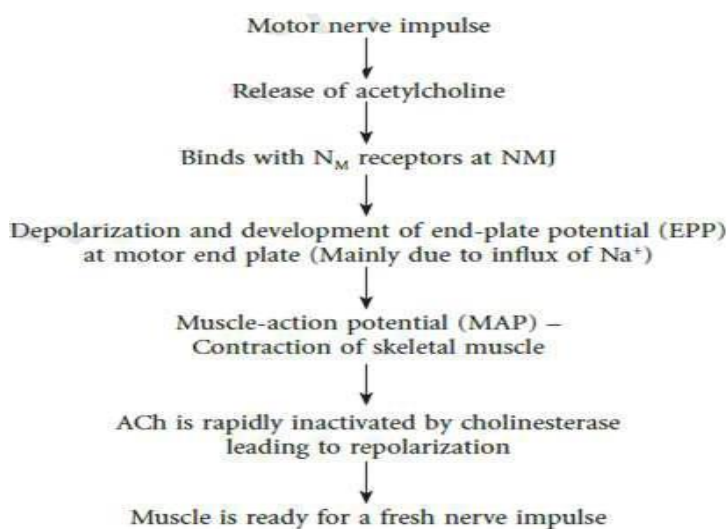 Motor nerve impulse
Release of acetylcholine
Binds with N_M receptors at NMJ
Depolarization and development of end-plate potential (EPP)
at motor end plate (Mainly due to influx of Na⁺)
Muscle-action potential (MAP) –
Contraction of skeletal muscle
ACh is rapidly inactivated by cholinesterase
leading to repolarization
Muscle is ready for a fresh nerve impulse